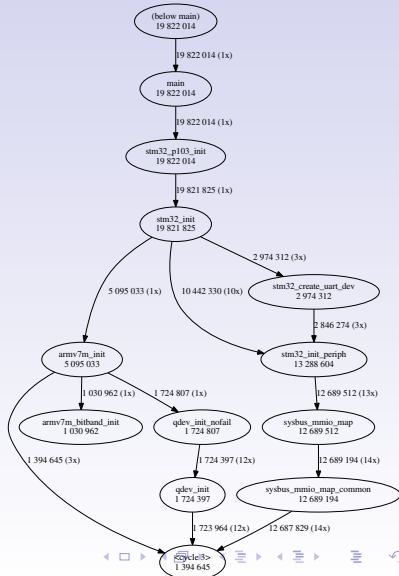 (below main)
19 822 014
19 822 014 (1x)
main
19 822 014
19 822 014 (1x)
stm32_p103_init
19 822 014
19 821 825 (1x)
stm32_init
19 821 825
2 974 312 (3x)
5 095 033 (1x)
10 442 330 (10x)
stm32_create_uart_dev
2 974 312
2 846 274 (3x)
armv7m_init
5 095 033
stm32_init_periph
13 288 604
1 030 962 (1x)
1 724 807 (1x)
12 689 512 (13x)
armv7m_bitband_init
1 030 962
qdev_init_nofail
1 724 807
sysbus_mmio_map
12 689 512
1 394 645 (3x)
1 724 397 (12x)
12 689 194 (14x)
qdev_init
1 724 397
sysbus_mmio_map_common
12 689 194
1 723 964 (12x)
12 687 829 (14x)
<cycle 3>
1 394 645